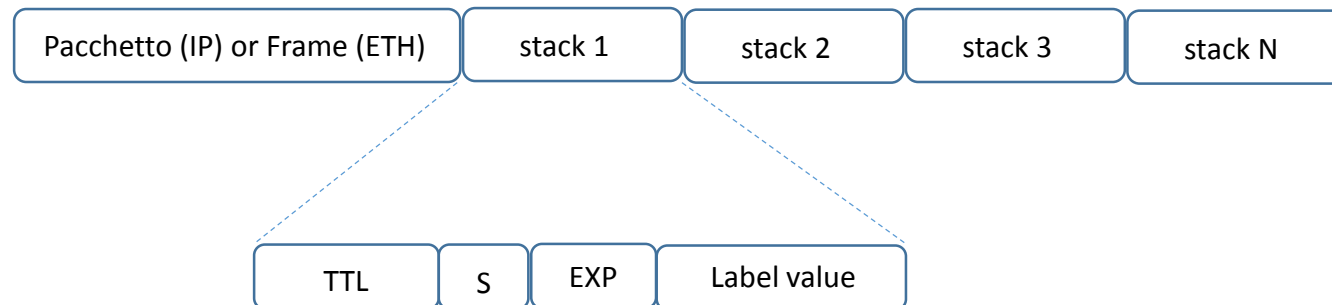 Pacchetto (IP) or Frame (ETH)
stack 1
stack 2
stack 3
stack N
TTL
S
EXP
Label value